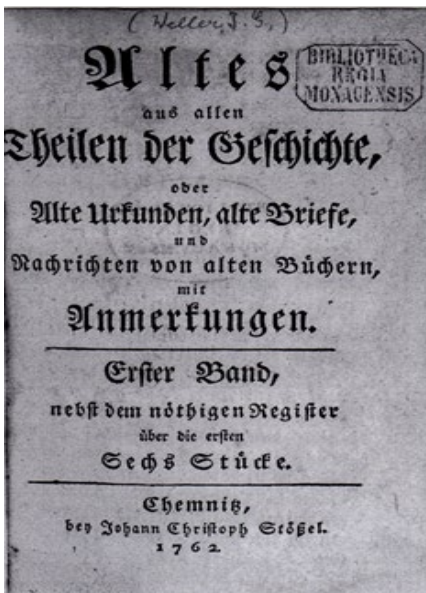 (Weller, J. G.,)
Altes
BIBLIOTHECA
REGIA
MONACENSIS
aus allen
Theilen der Geschichte,
oder
Alte Urkunden, alte Briefe,
und
Nachrichten von alten Büchern,
mit
Anmerkungen.
Erster Band,
nebst dem nöthigen Register
über die ersten
Sechs Stücke.
Chemnitz,
bey Johann Christoph Stößel.
1762.